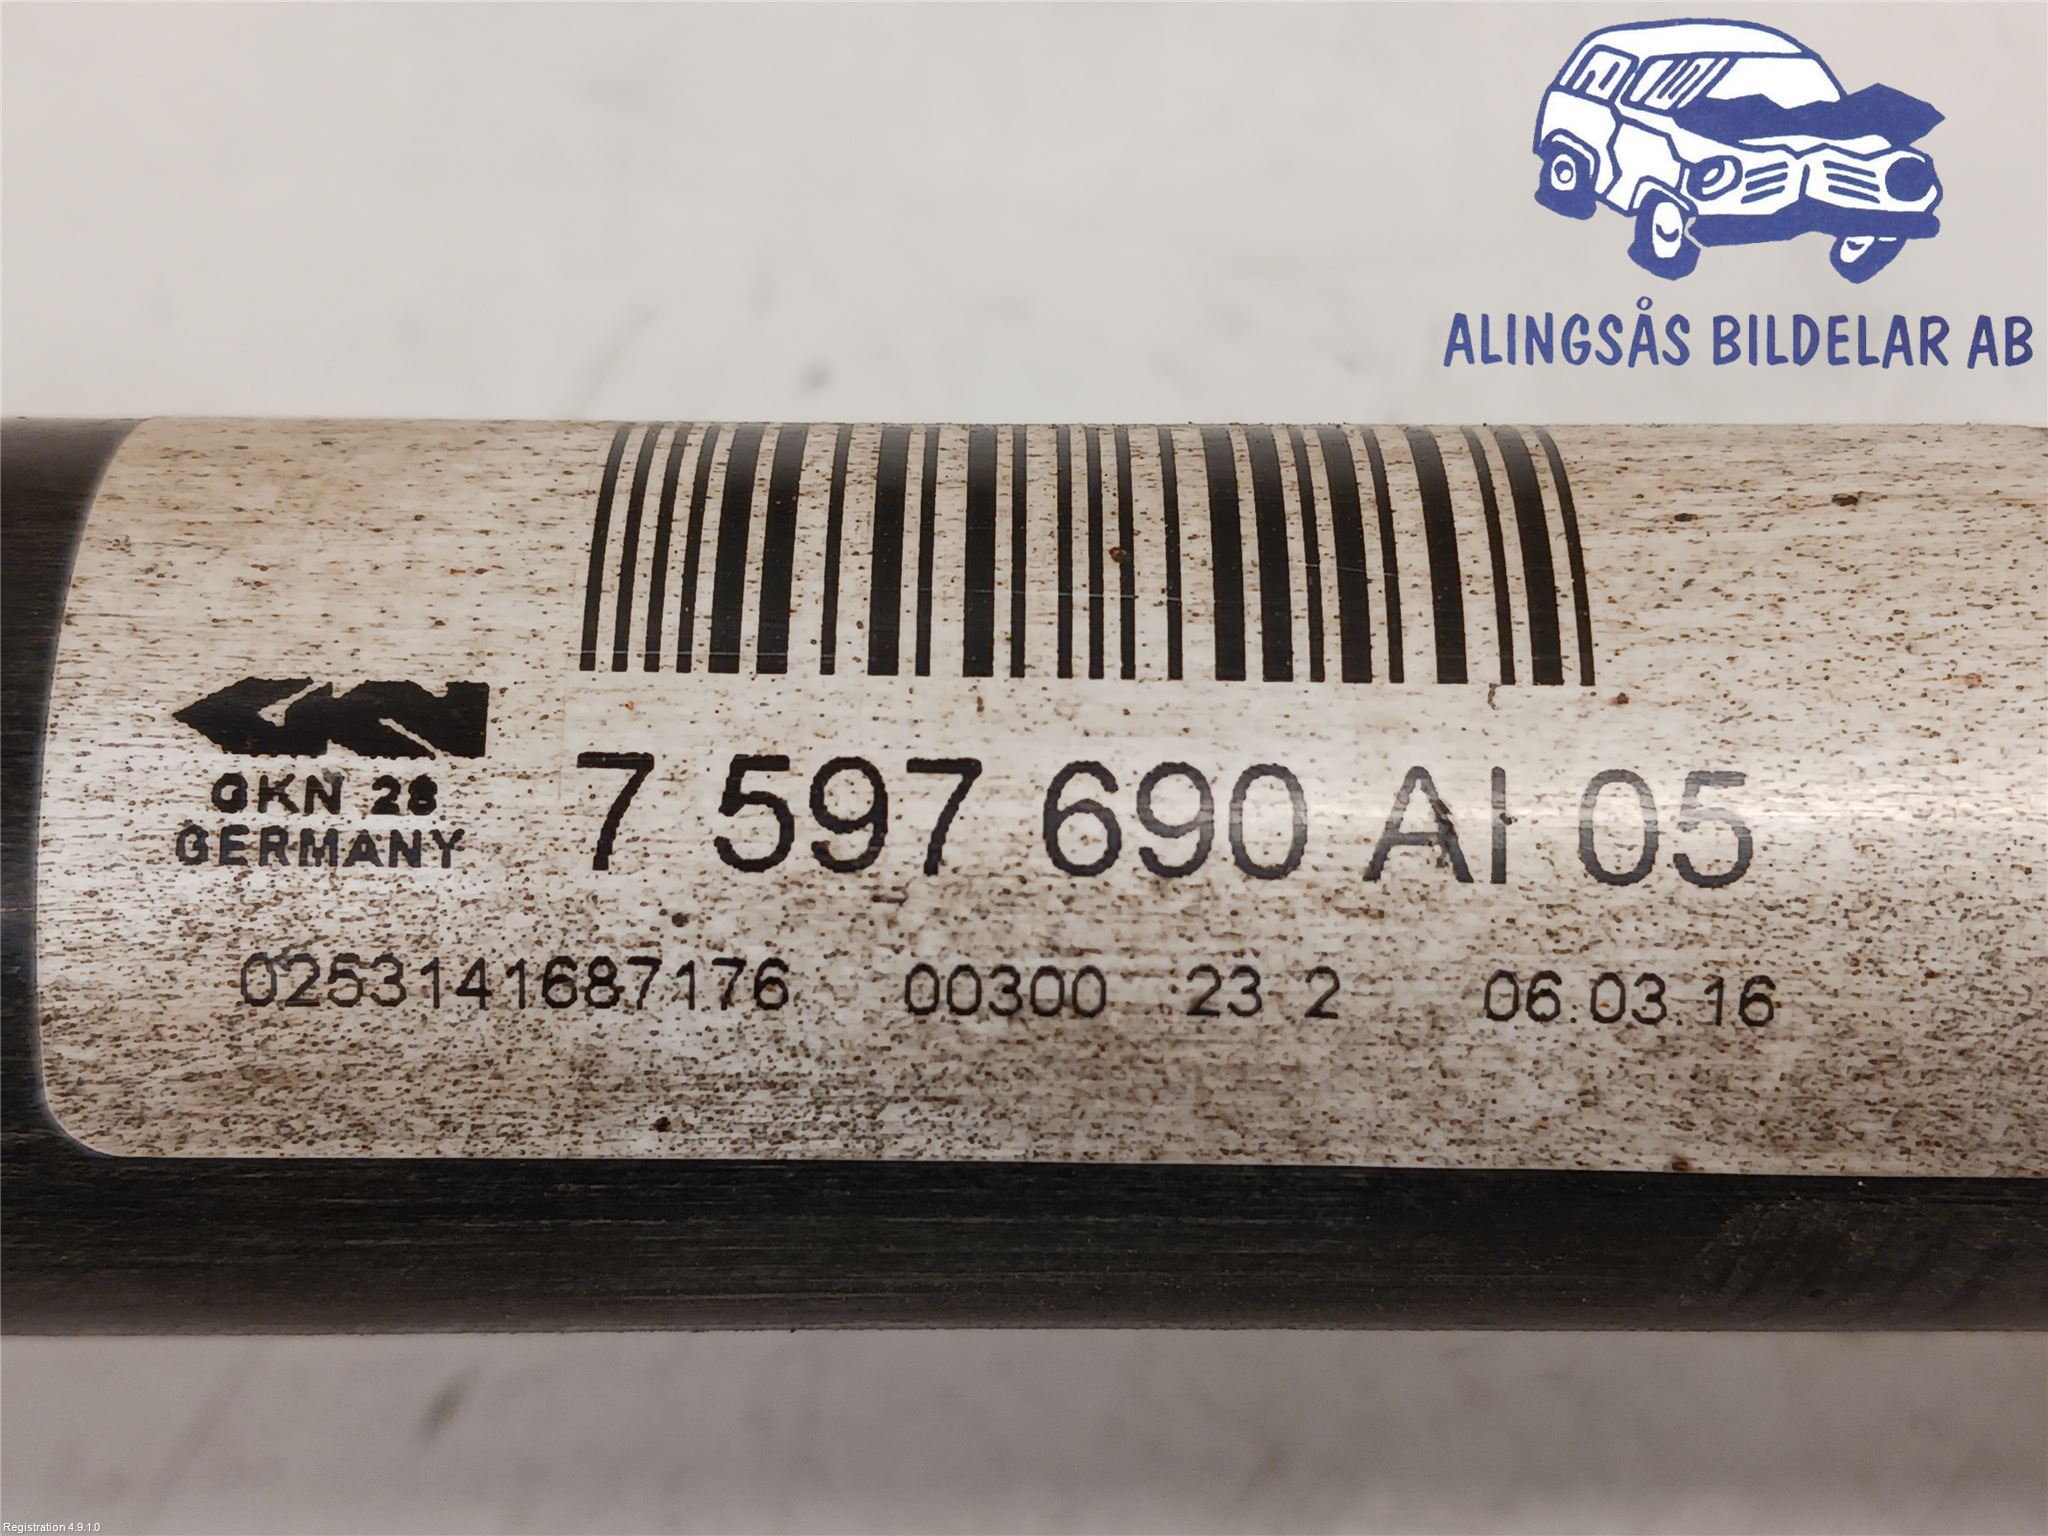 ALINGSÅS BILDELAR AB
GKN 28
GERMANY
7 597 690 AI 05
0253141687176 00300 23 2 06.03.16
Registration 4.9.1.0